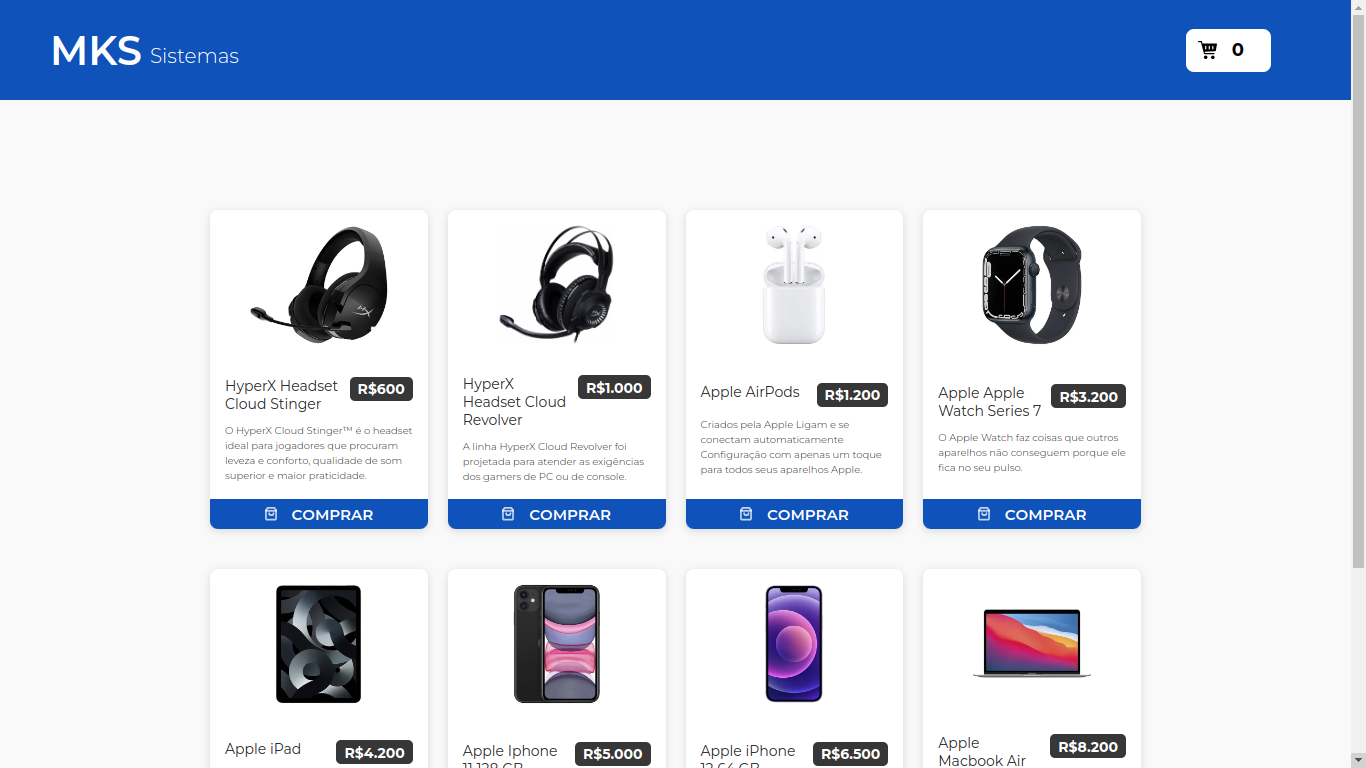 MKS Sistemas
0
HyperX Headset
Cloud Stinger
R$600
O HyperX Cloud Stinger™ é o headset
ideal para jogadores que procuram
leveza e conforto, qualidade de som
superior e maior praticidade.
COMPRAR
HyperX
Headset Cloud
Revolver
R$1.000
A linha HyperX Cloud Revolver foi
projetada para atender as exigências
dos gamers de PC ou de console.
COMPRAR
Apple AirPods
R$1.200
Criados pela Apple Ligam e se
conectam automaticamente
Configuração com apenas um toque
para todos seus aparelhos Apple.
COMPRAR
Apple Apple
Watch Series 7
R$3.200
O Apple Watch faz coisas que outros
aparelhos não conseguem porque ele
fica no seu pulso.
COMPRAR
Apple iPad
R$4.200
Apple Iphone
11 128 GB
R$5.000
Apple iPhone
12 64 GB
R$6.500
Apple
Macbook Air
R$8.200